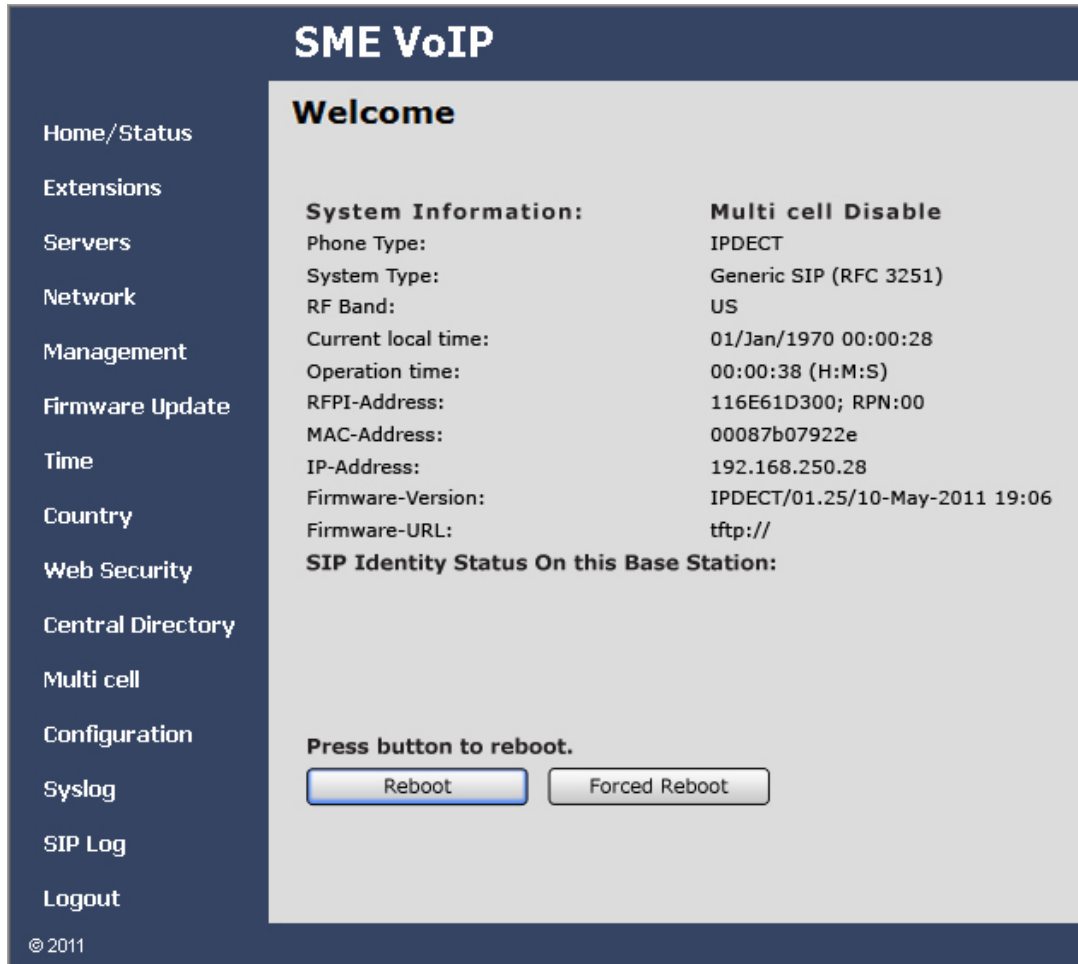 SME VoIP
Home/Status
Extensions
Servers
Network
Management
Firmware Update
Time
Country
Web Security
Central Directory
Multi cell
Configuration
Syslog
SIP Log
Logout
Welcome
System Information: Multi cell Disable
Phone Type: IPDECT
System Type: Generic SIP (RFC 3251)
RF Band: US
Current local time: 01/Jan/1970 00:00:28
Operation time: 00:00:38 (H:M:S)
RFPI-Address: 116E61D300; RPN:00
MAC-Address: 00087b07922e
IP-Address: 192.168.250.28
Firmware-Version: IPDECT/01.25/10-May-2011 19:06
Firmware-URL: tftp://
SIP Identity Status On this Base Station:
Press button to reboot.
Reboot Forced Reboot
© 2011